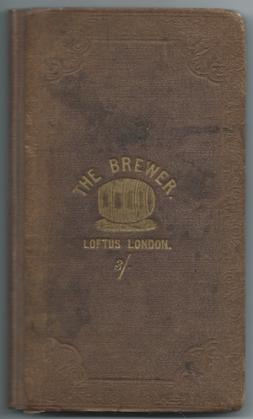 THE BREWER.
LOFTUS LONDON.
3/